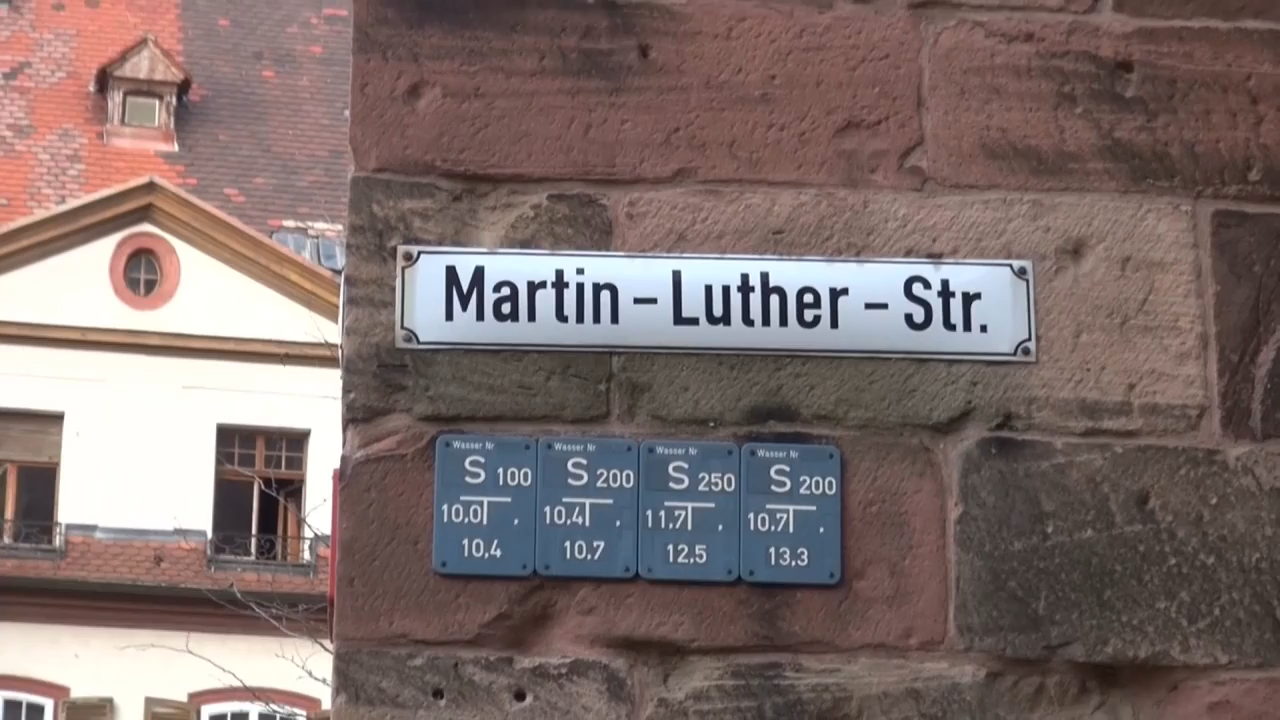 Martin-Luther-Str.
Wasser Nr
S 100
10,0
10,4
Wasser Nr
S 200
10,4
10,7
Wasser Nr
S 250
11,7
12,5
Wasser Nr
S 200
10,7
13,3